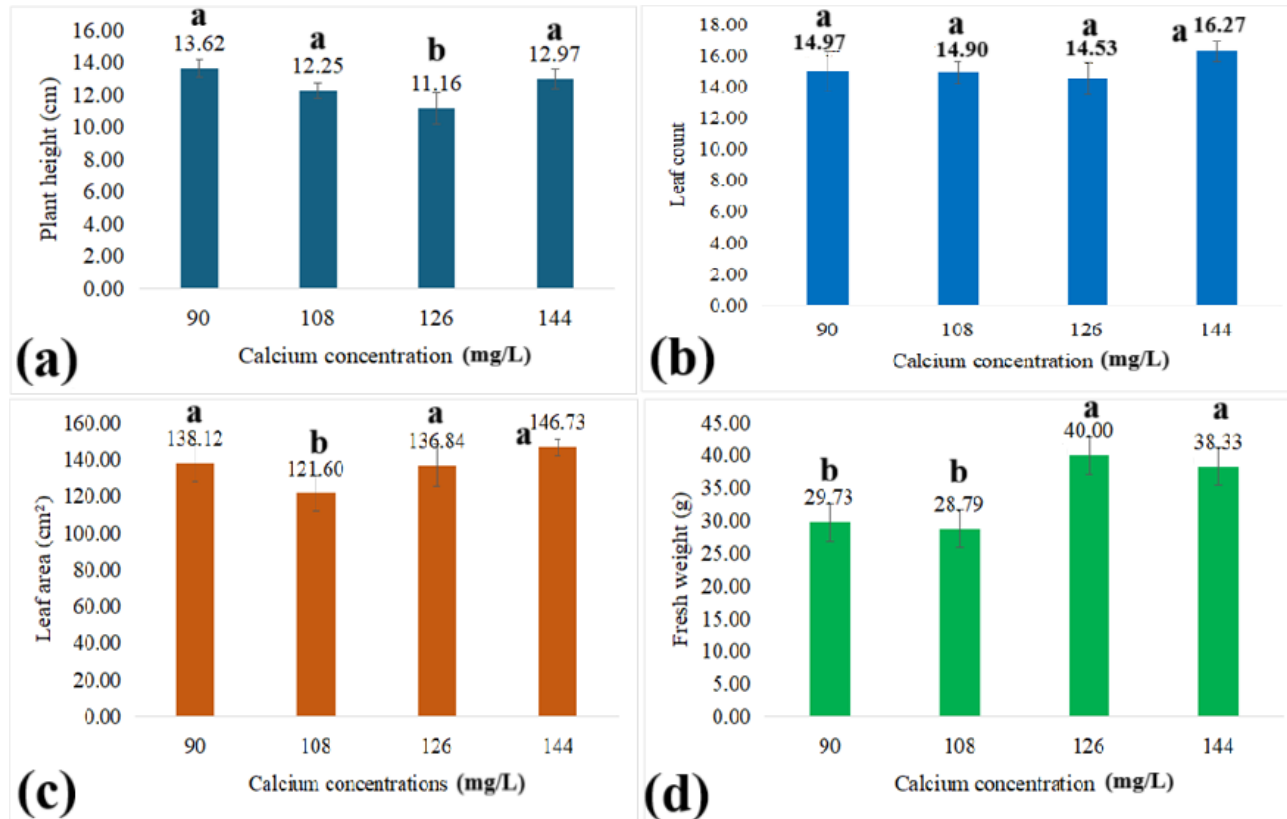 Plant height (cm)
16.00
14.00
12.00
10.00
8.00
6.00
4.00
2.00
0.00
a
13.62
a
12.25
b
11.16
a
12.97
90 108 126 144
Calcium concentration (mg/L)
(a)
Leaf count
18.00
16.00
14.00
12.00
10.00
8.00
6.00
4.00
2.00
0.00
a
14.97
a
14.90
a
14.53
a
16.27
90 108 126 144
Calcium concentration (mg/L)
(b)
Leaf area (cm²)
160.00
140.00
120.00
100.00
80.00
60.00
40.00
20.00
0.00
a
138.12
b
121.60
a
136.84
a
146.73
90 108 126 144
Calcium concentrations (mg/L)
(c)
Fresh weight (g)
45.00
40.00
35.00
30.00
25.00
20.00
15.00
10.00
5.00
0.00
b
29.73
b
28.79
a
40.00
a
38.33
90 108 126 144
Calcium concentration (mg/L)
(d)